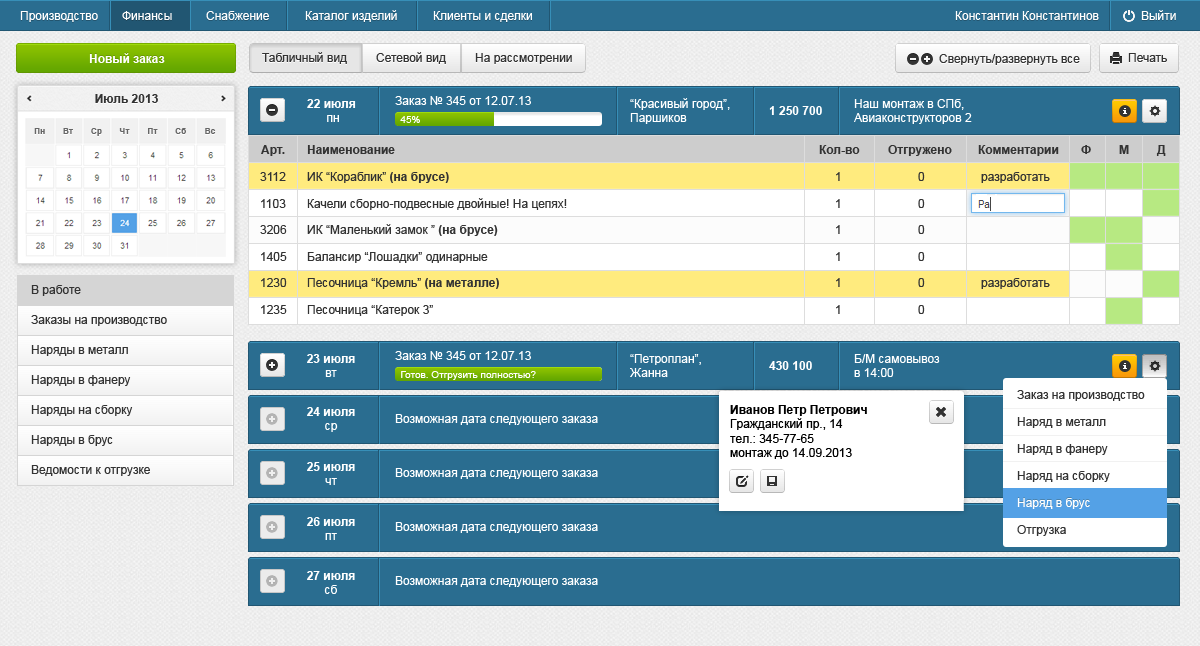 Производство Финансы Снабжение Каталог изделий Клиенты и сделки Константин Константинов Выйти
Новый заказ
Табличный вид Сетевой вид На рассмотрении Свернуть/развернуть все Печать
Июль 2013
Пн Вт Ср Чт Пт Сб Вс
1 2 3 4 5 6
7 8 9 10 11 12 13
14 15 16 17 18 19 20
21 22 23 24 25 26 27
28 29 30 31
В работе
Заказы на производство
Наряды в металл
Наряды в фанеру
Наряды на сборку
Наряды в брус
Ведомости к отгрузке
22 июля
пн
Заказ № 345 от 12.07.13
45%
“Красивый город”,
Паршиков
1 250 700
Наш монтаж в СПб,
Авиаконструкторов 2
Арт. Наименование Кол-во Отгружено Комментарии Ф М Д
3112 ИК “Кораблик” (на брусе) 1 0 разработать
1103 Качели сборно-подвесные двойные! На цепях! 1 0 Ра
3206 ИК “Маленький замок ” (на брусе) 1 0
1405 Балансир “Лошадки” одинарные 1 0
1230 Песочница “Кремль” (на металле) 1 0 разработать
1235 Песочница “Катерок 3” 1 0
23 июля
вт
Заказ № 345 от 12.07.13
Готов. Отгрузить полностью?
“Петроплан”,
Жанна
430 100
Б/М самовывоз
в 14:00
24 июля
ср
Возможная дата следующего заказа
25 июля
чт
Возможная дата следующего заказа
26 июля
пт
Возможная дата следующего заказа
27 июля
сб
Возможная дата следующего заказа
Иванов Петр Петрович
Гражданский пр., 14
тел.: 345-77-65
монтаж до 14.09.2013
Заказ на производство
Наряд в металл
Наряд в фанеру
Наряд на сборку
Наряд в брус
Отгрузка